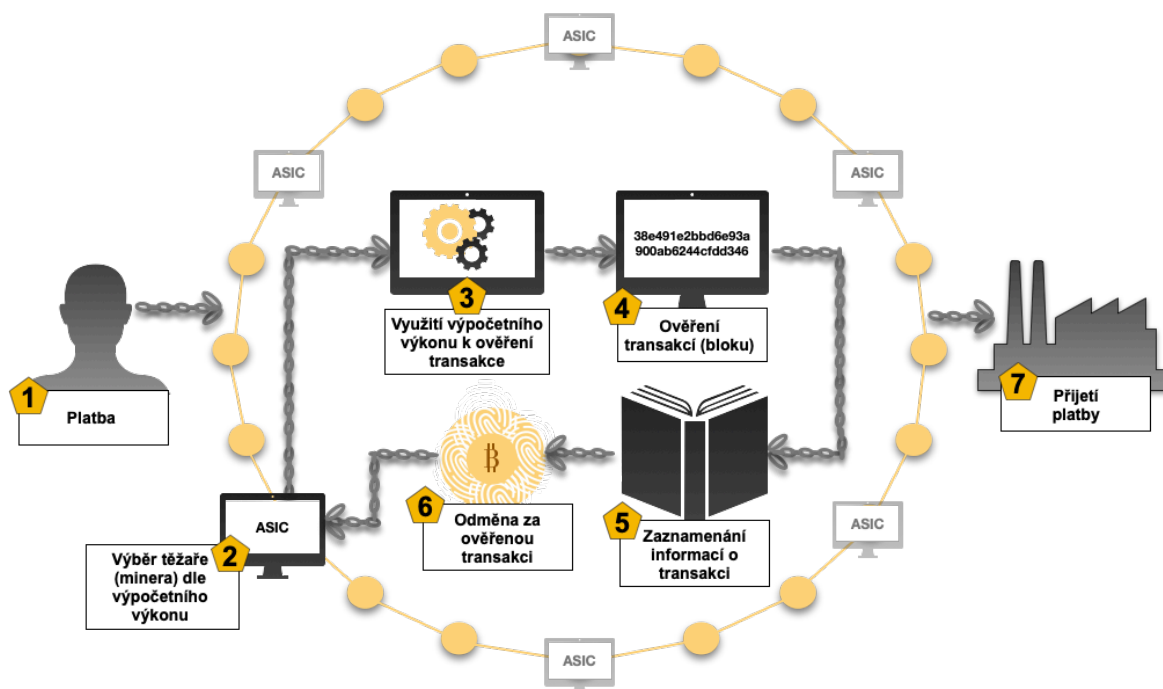 ASIC
ASIC
ASIC
38e491e2bbd6e93a
900ab6244cfdd346
3
Využití výpočetního
výkonu k ověření
transakce
4
Ověření
transakcí (bloku)
1
Platba
7
Přijetí
platby
6
Odměna za
ověřenou
transakci
5
Zaznamenání
informací o
transakci
ASIC
ASIC
2
Výběr těžaře
(minera) dle
výpočetního
výkonu
ASIC